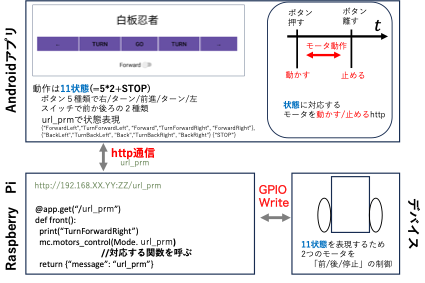 Androidアプリ
白板忍者
TURN
GO
TURN
Forward
動作は11状態(=5*2+STOP)
ボタン５種類で右/ターン/前進/ターン/左
スイッチで前か後ろの２種類
url_prmで状態表現
{"ForwardLeft","TurnForwardLeft", "Forward","TurnForwardRight", "ForwardRight"},
{"BackLeft","TurnBackLeft", "Back","TurnBackRight", "BackRight"} {"STOP"}
ボタン
押す
ボタン
離す
t
モータ動作
動かす
止める
状態に対応する
モータを動かす/止めるhttp
http通信
url_prm
Raspberry Pi
http://192.168.XX.YY:ZZ/url_prm
@app.get("/url_prm")
def front():
print("TurnForwardRight")
mc.motors_control(Mode. url_prm)
//対応する関数を呼ぶ
return {"message": "url_prm"}
GPIO
Write
デバイス
11状態を表現するため
2つのモータを
「前/後/停止」の制御